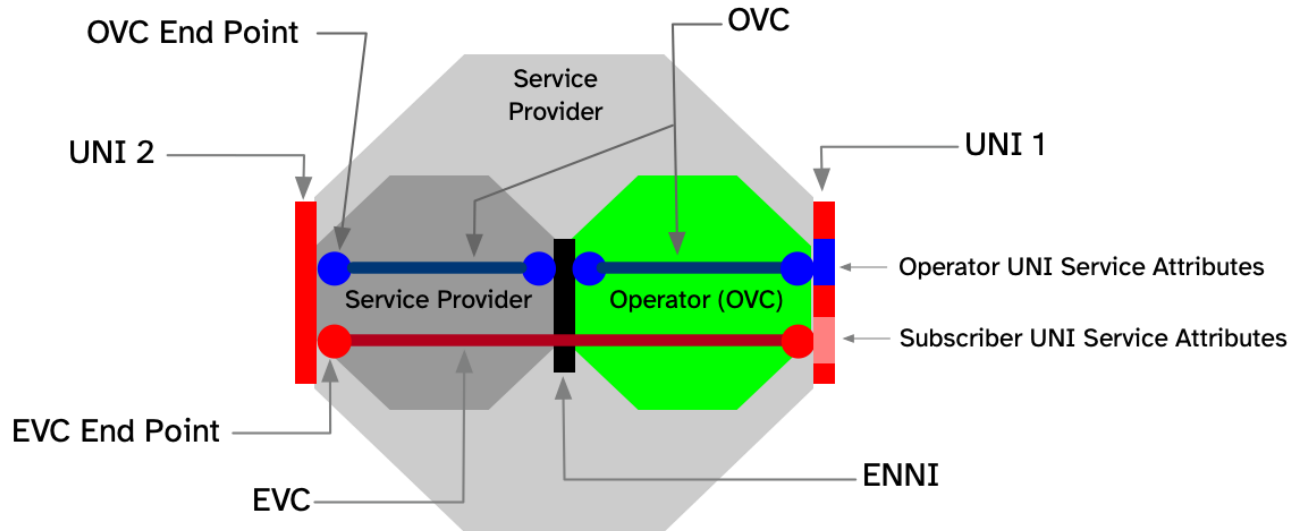 OVC End Point
OVC
Service
Provider
UNI 2
UNI 1
Operator UNI Service Attributes
Service Provider
Operator (OVC)
Subscriber UNI Service Attributes
EVC End Point
ENNI
EVC